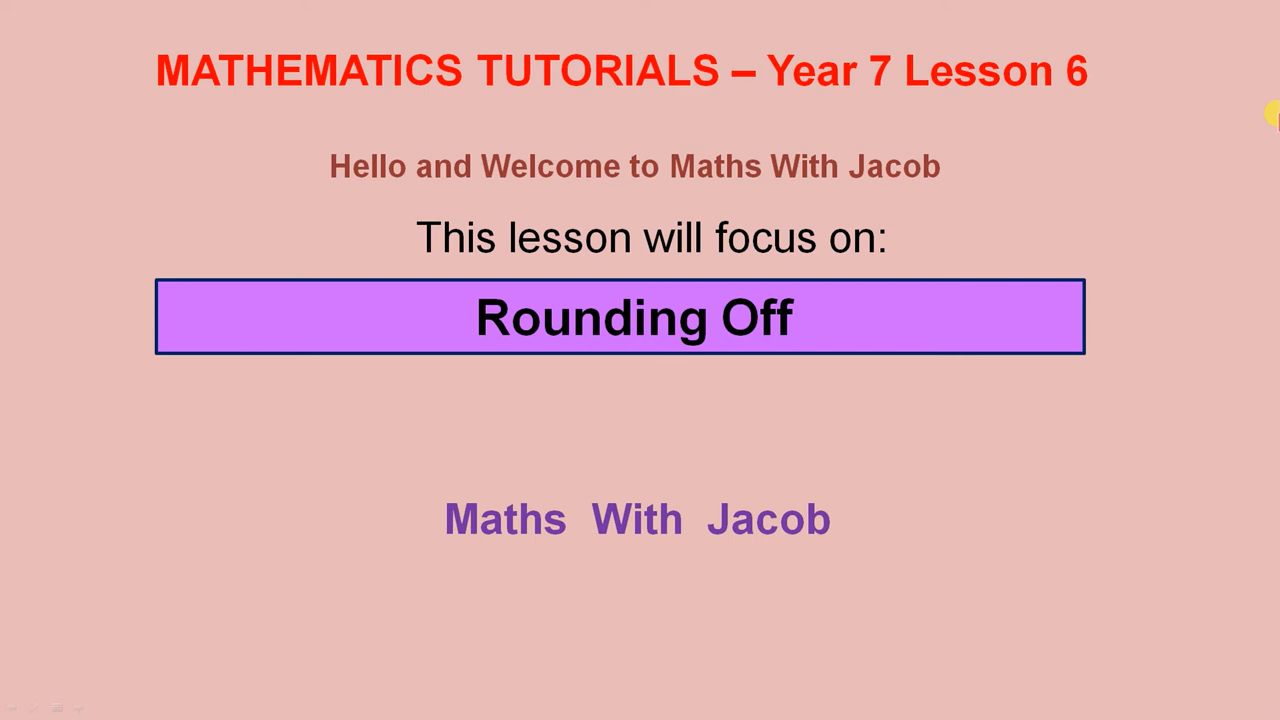 MATHEMATICS TUTORIALS – Year 7 Lesson 6
Hello and Welcome to Maths With Jacob
This lesson will focus on:
Rounding Off
Maths With Jacob